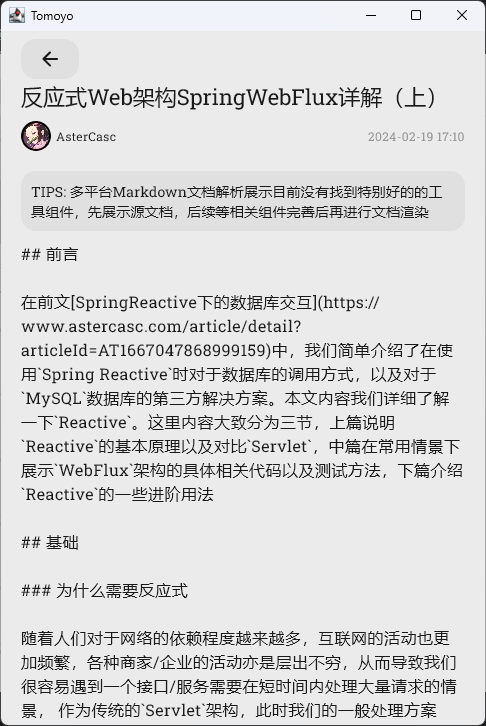 Tomoyo
反应式Web架构SpringWebFlux详解（上）
AsterCasc
2024-02-19 17:10
TIPS: 多平台Markdown文档解析展示目前没有找到特别好的的工
具组件，先展示源文档，后续等相关组件完善后再进行文档渲染
## 前言
在前文[SpringReactive下的数据库交互](https://
www.astercasc.com/article/detail?
articleId=AT1667047868999159)中，我们简单介绍了在使
用`Spring Reactive`时对于数据库的调用方式，以及对于
`MySQL`数据库的第三方解决方案。本文内容我们详细了解
一下`Reactive`。这里内容大致分为三节，上篇说明
`Reactive`的基本原理以及对比`Servlet`，中篇在常用情景下
展示`WebFlux`架构的具体相关代码以及测试方法，下篇介绍
`Reactive`的一些进阶用法
## 基础
### 为什么需要反应式
随着人们对于网络的依赖程度越来越多，互联网的活动也更
加频繁，各种商家/企业的活动亦是层出不穷，从而导致我们
很容易遇到一个接口/服务需要在短时间内处理大量请求的情
景， 作为传统的`Servlet`架构，此时我们的一般处理方案